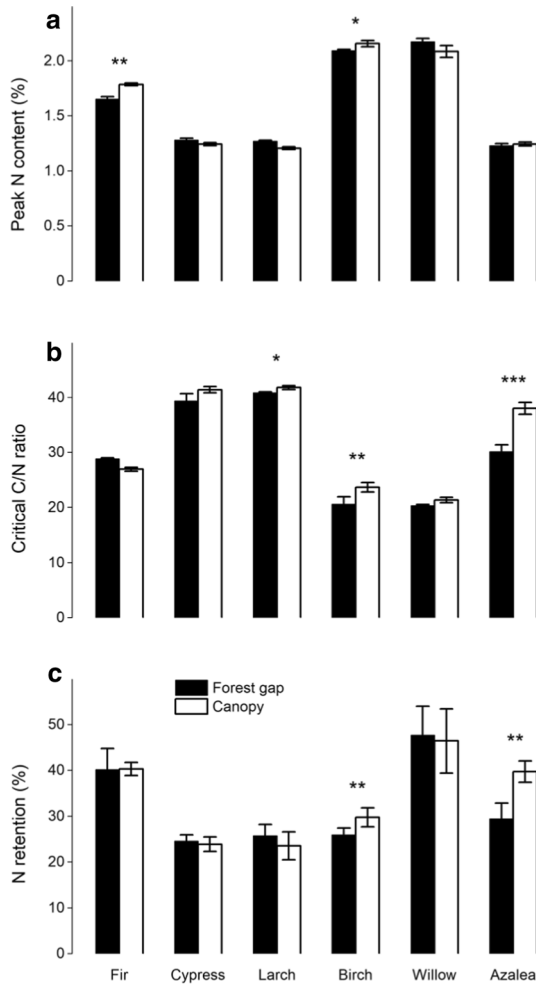 a
Peak N content (%)
2.0
1.5
1.0
0.5
0
**
*
b
Critical C/N ratio
40
30
20
10
0
*
**
***
c
Forest gap
Canopy
N retention (%)
50
40
30
20
10
0
**
**
Fir Cypress Larch Birch Willow Azalea